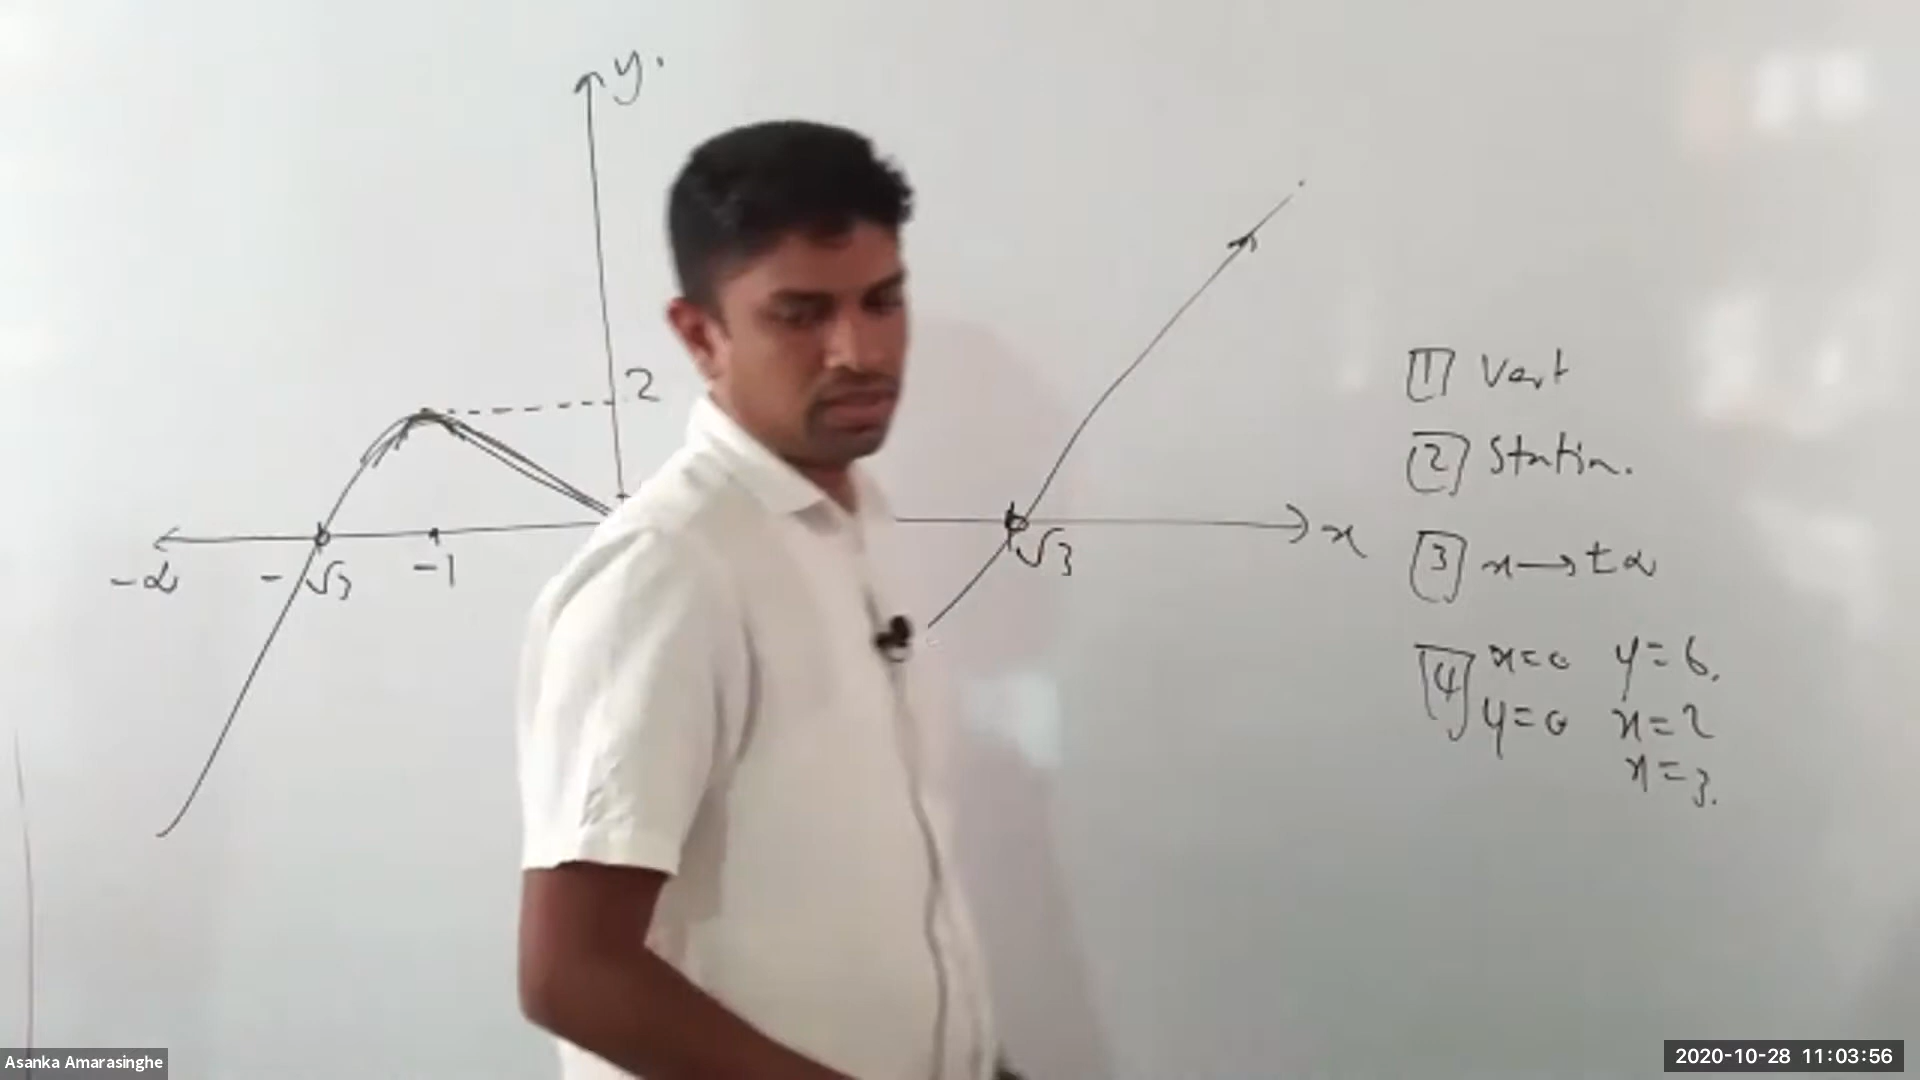 y.
2
-∝ -√3 -1
√3 x
1 Vert
2 Statin.
3 x→±∝
4 x=0 y=6.
y=0 x=2
x=3.
Asanka Amarasinghe
2020-10-28 11:03:56